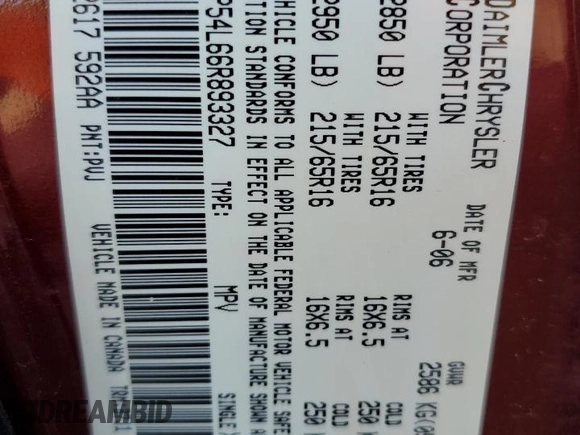 DAIMLERCHRYSLER
CORPORATION
DATE OF MFR
6-06
GVWR
2586 KG
2850 LB)
WITH TIRES
215/65R16
RIMS AT
16X6.5
COLD
250
2850 LB)
WITH TIRES
215/65R16
RIMS AT
16X6.5
COLD
250
VEHICLE CONFORMS TO ALL APPLICABLE FEDERAL MOTOR VEHICLE
STANDARDS IN EFFECT ON THE DATE OF MANUFACTURE SHOWN
P54L66R893327
TYPE:
MPV
SINGLE
2617 592AA
PNT:PVJ
VEHICLE MADE IN CANADA
DREAMBID